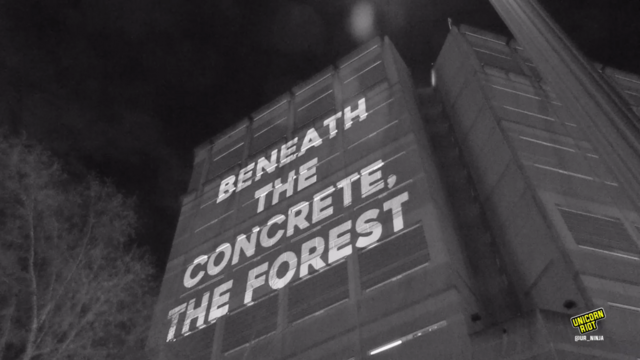 BENEATH
THE
CONCRETE,
THE FOREST
UNICORN
RIOT
@UR_NINJA